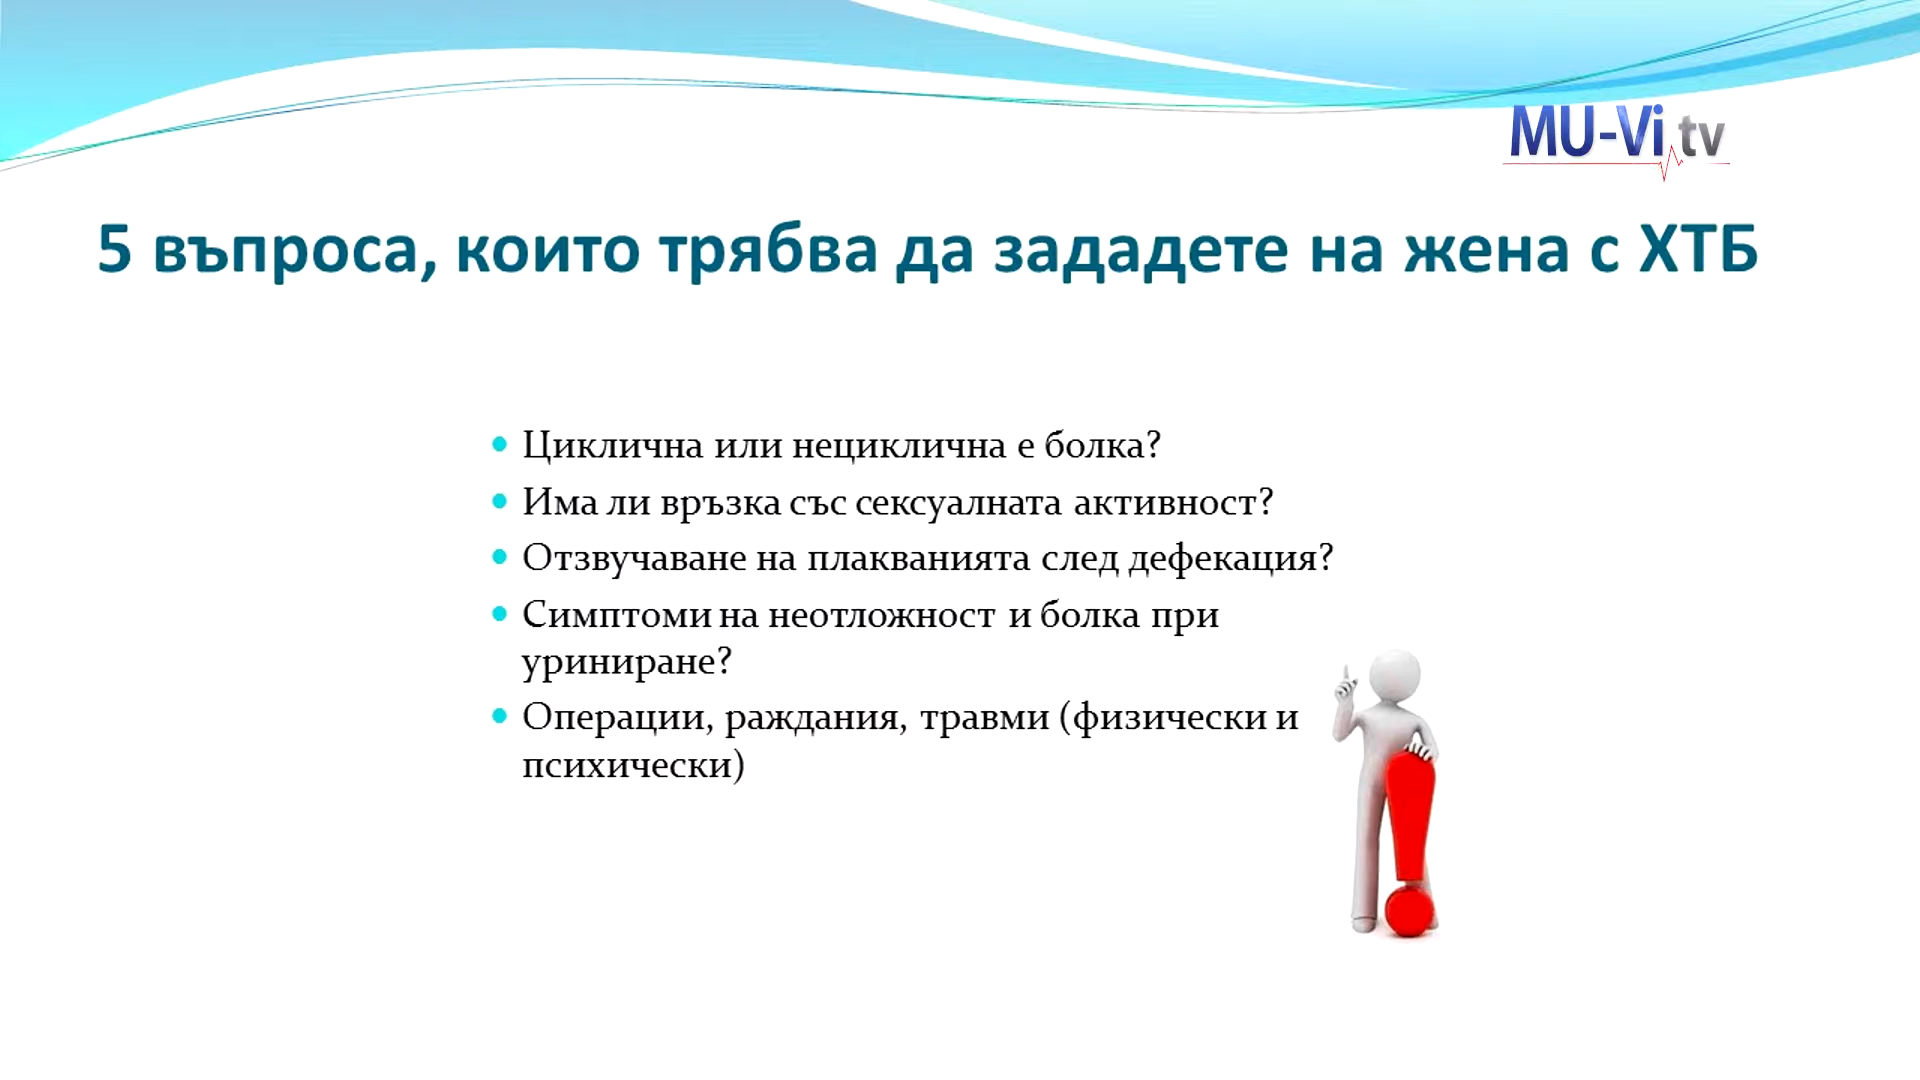 MU-Vi tv
5 въпроса, които трябва да зададете на жена с ХТБ
• Циклична или нециклична е болка?
• Има ли връзка със сексуалната активност?
• Отзвучаване на плакванията след дефекация?
• Симптоми на неотложност и болка при
уриниране?
• Операции, раждания, травми (физически и
психически)